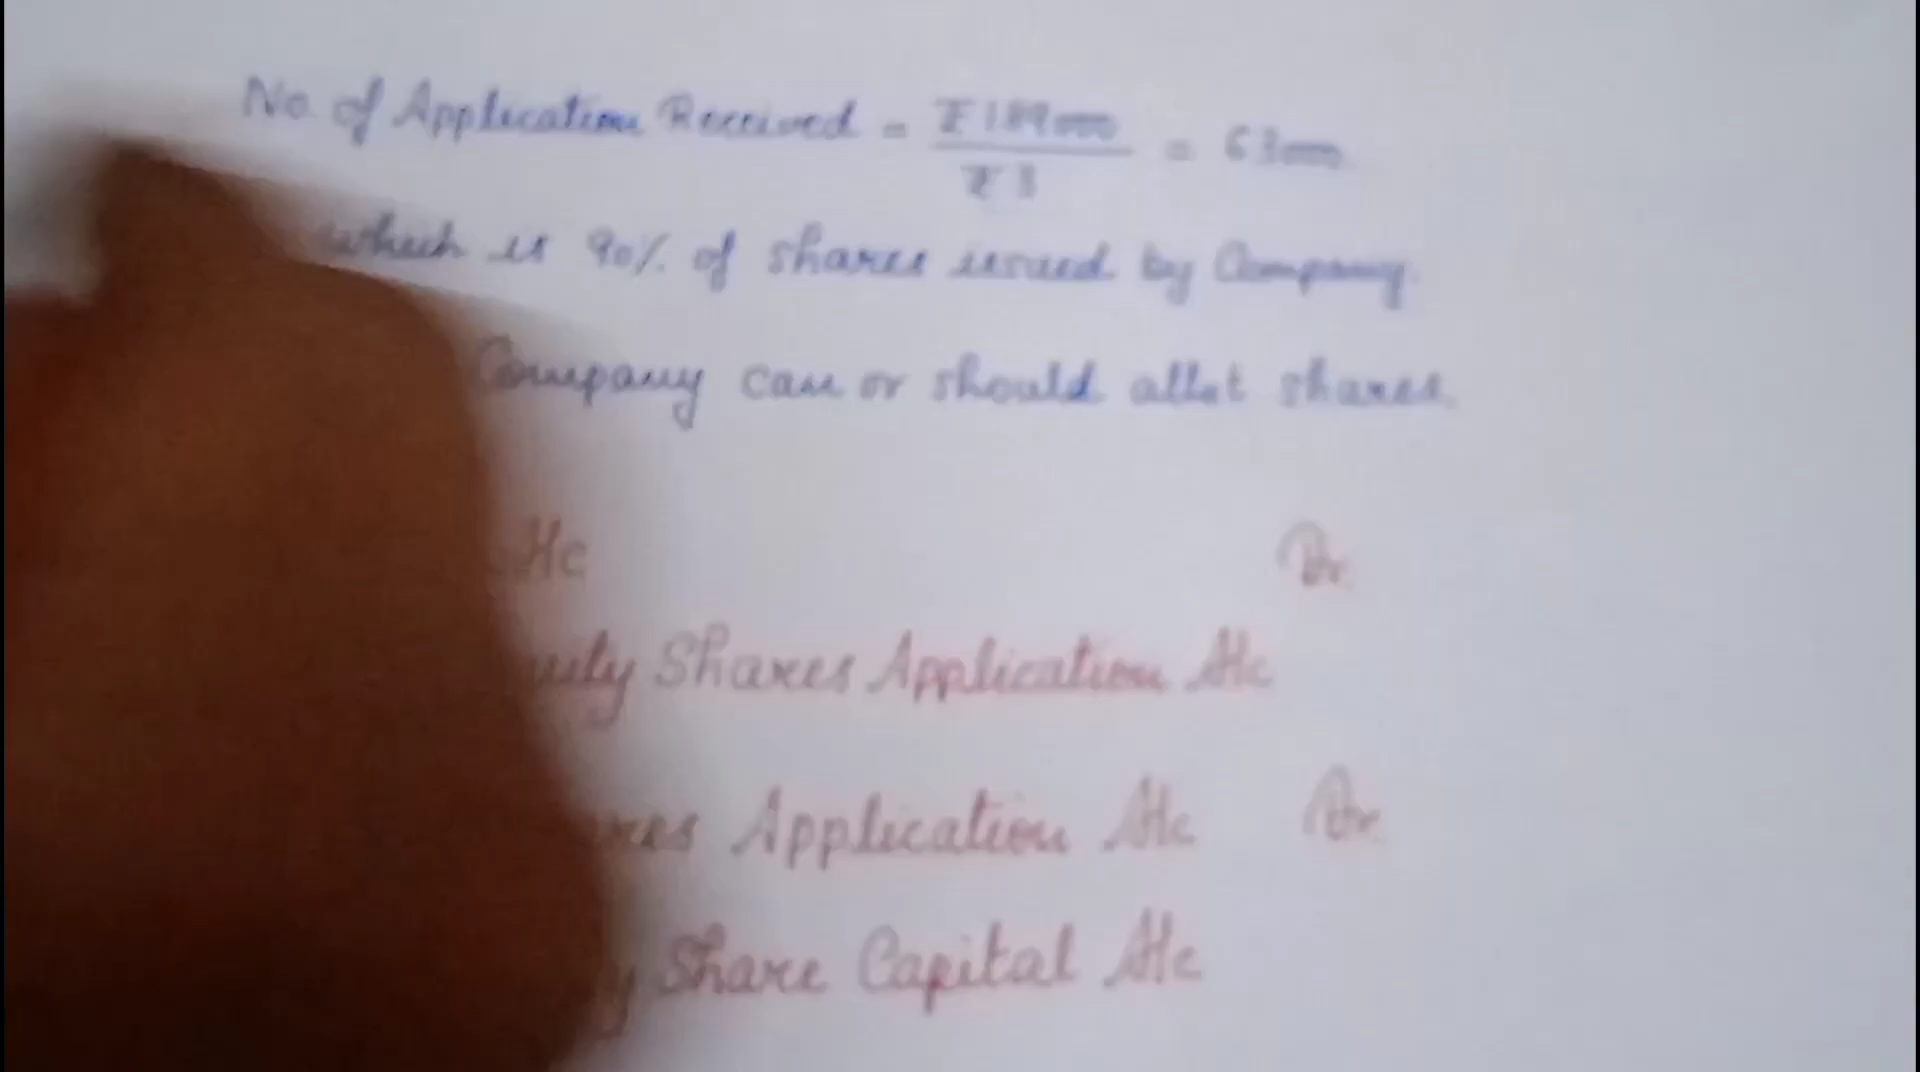 No. of Application Received = ₹189000 / ₹3 = 63000
which is 90% of shares issued by Company.
Company can or should allot shares.
A/c Dr.
Shares Application A/c
Application A/c Dr.
Share Capital A/c